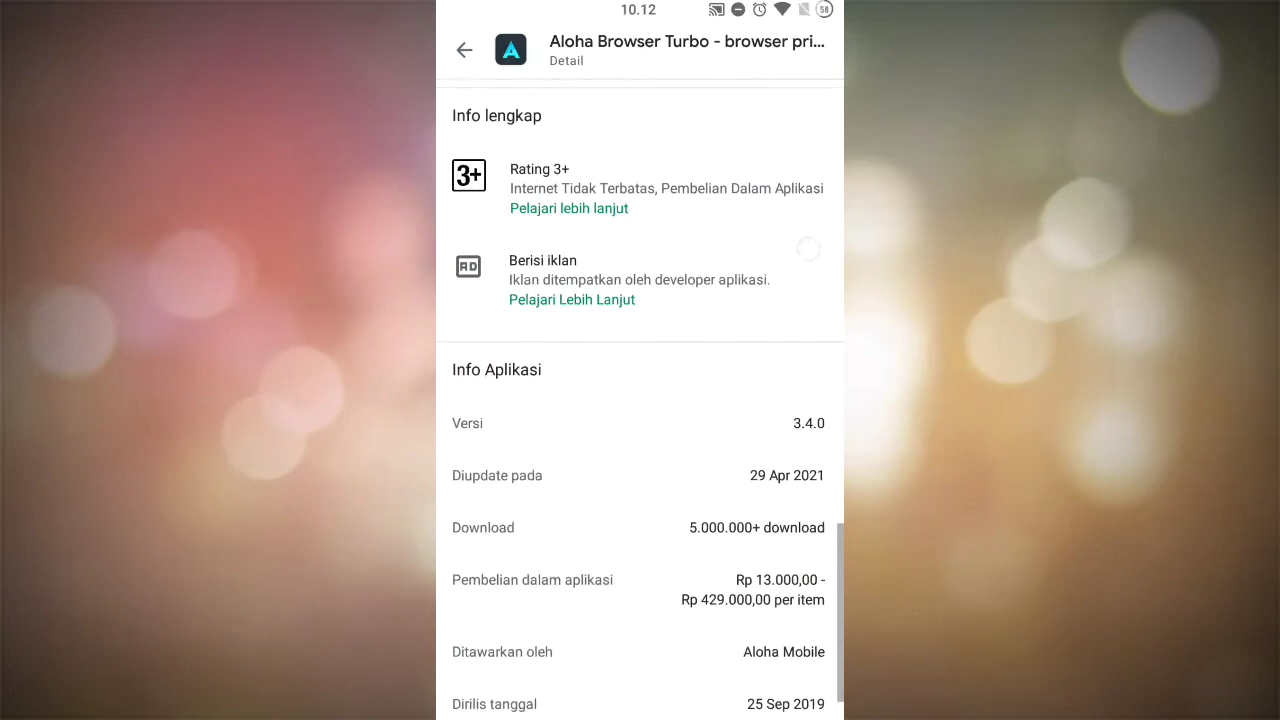 10.12
58
Aloha Browser Turbo - browser pri...
Detail
Info lengkap
3+
Rating 3+
Internet Tidak Terbatas, Pembelian Dalam Aplikasi
Pelajari lebih lanjut
AD
Berisi iklan
Iklan ditempatkan oleh developer aplikasi.
Pelajari Lebih Lanjut
Info Aplikasi
Versi 3.4.0
Diupdate pada 29 Apr 2021
Download 5.000.000+ download
Pembelian dalam aplikasi Rp 13.000,00 -
Rp 429.000,00 per item
Ditawarkan oleh Aloha Mobile
Dirilis tanggal 25 Sep 2019